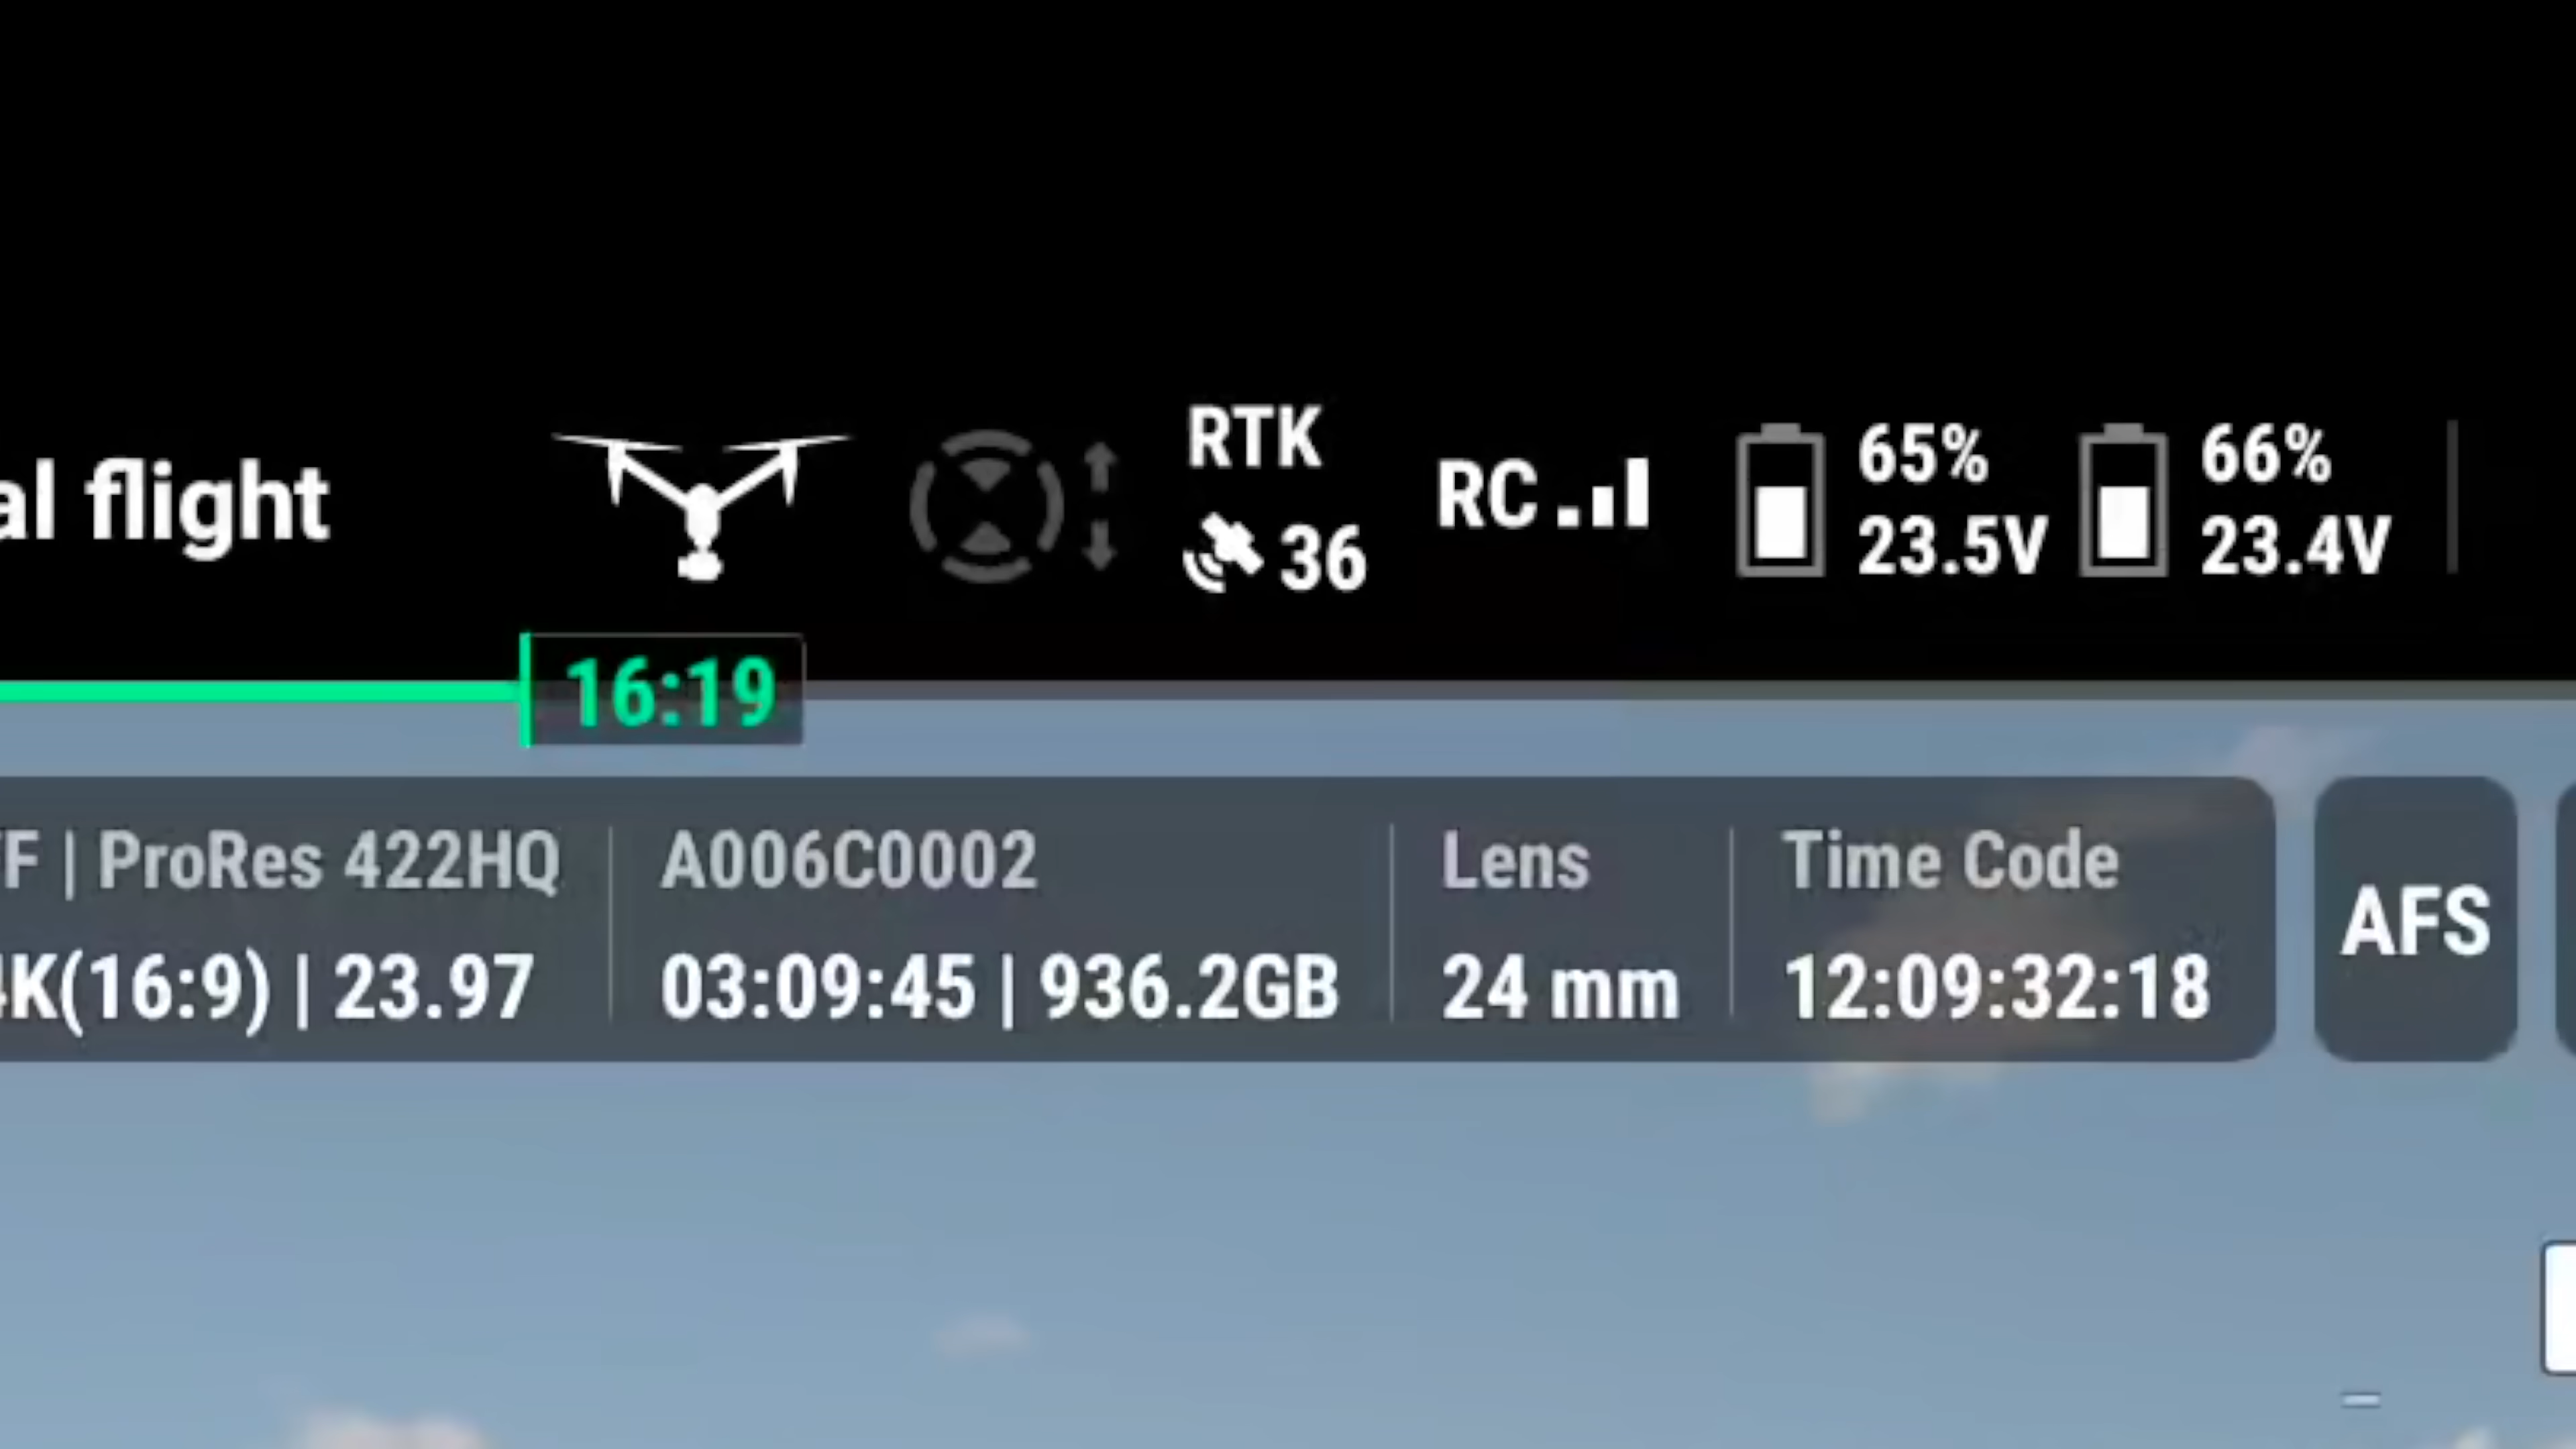 al flight
RTK
36
RC
65%
23.5V
66%
23.4V
16:19
F | ProRes 422HQ
K(16:9) | 23.97
A006C0002
03:09:45 | 936.2GB
Lens
24 mm
Time Code
12:09:32:18
AFS